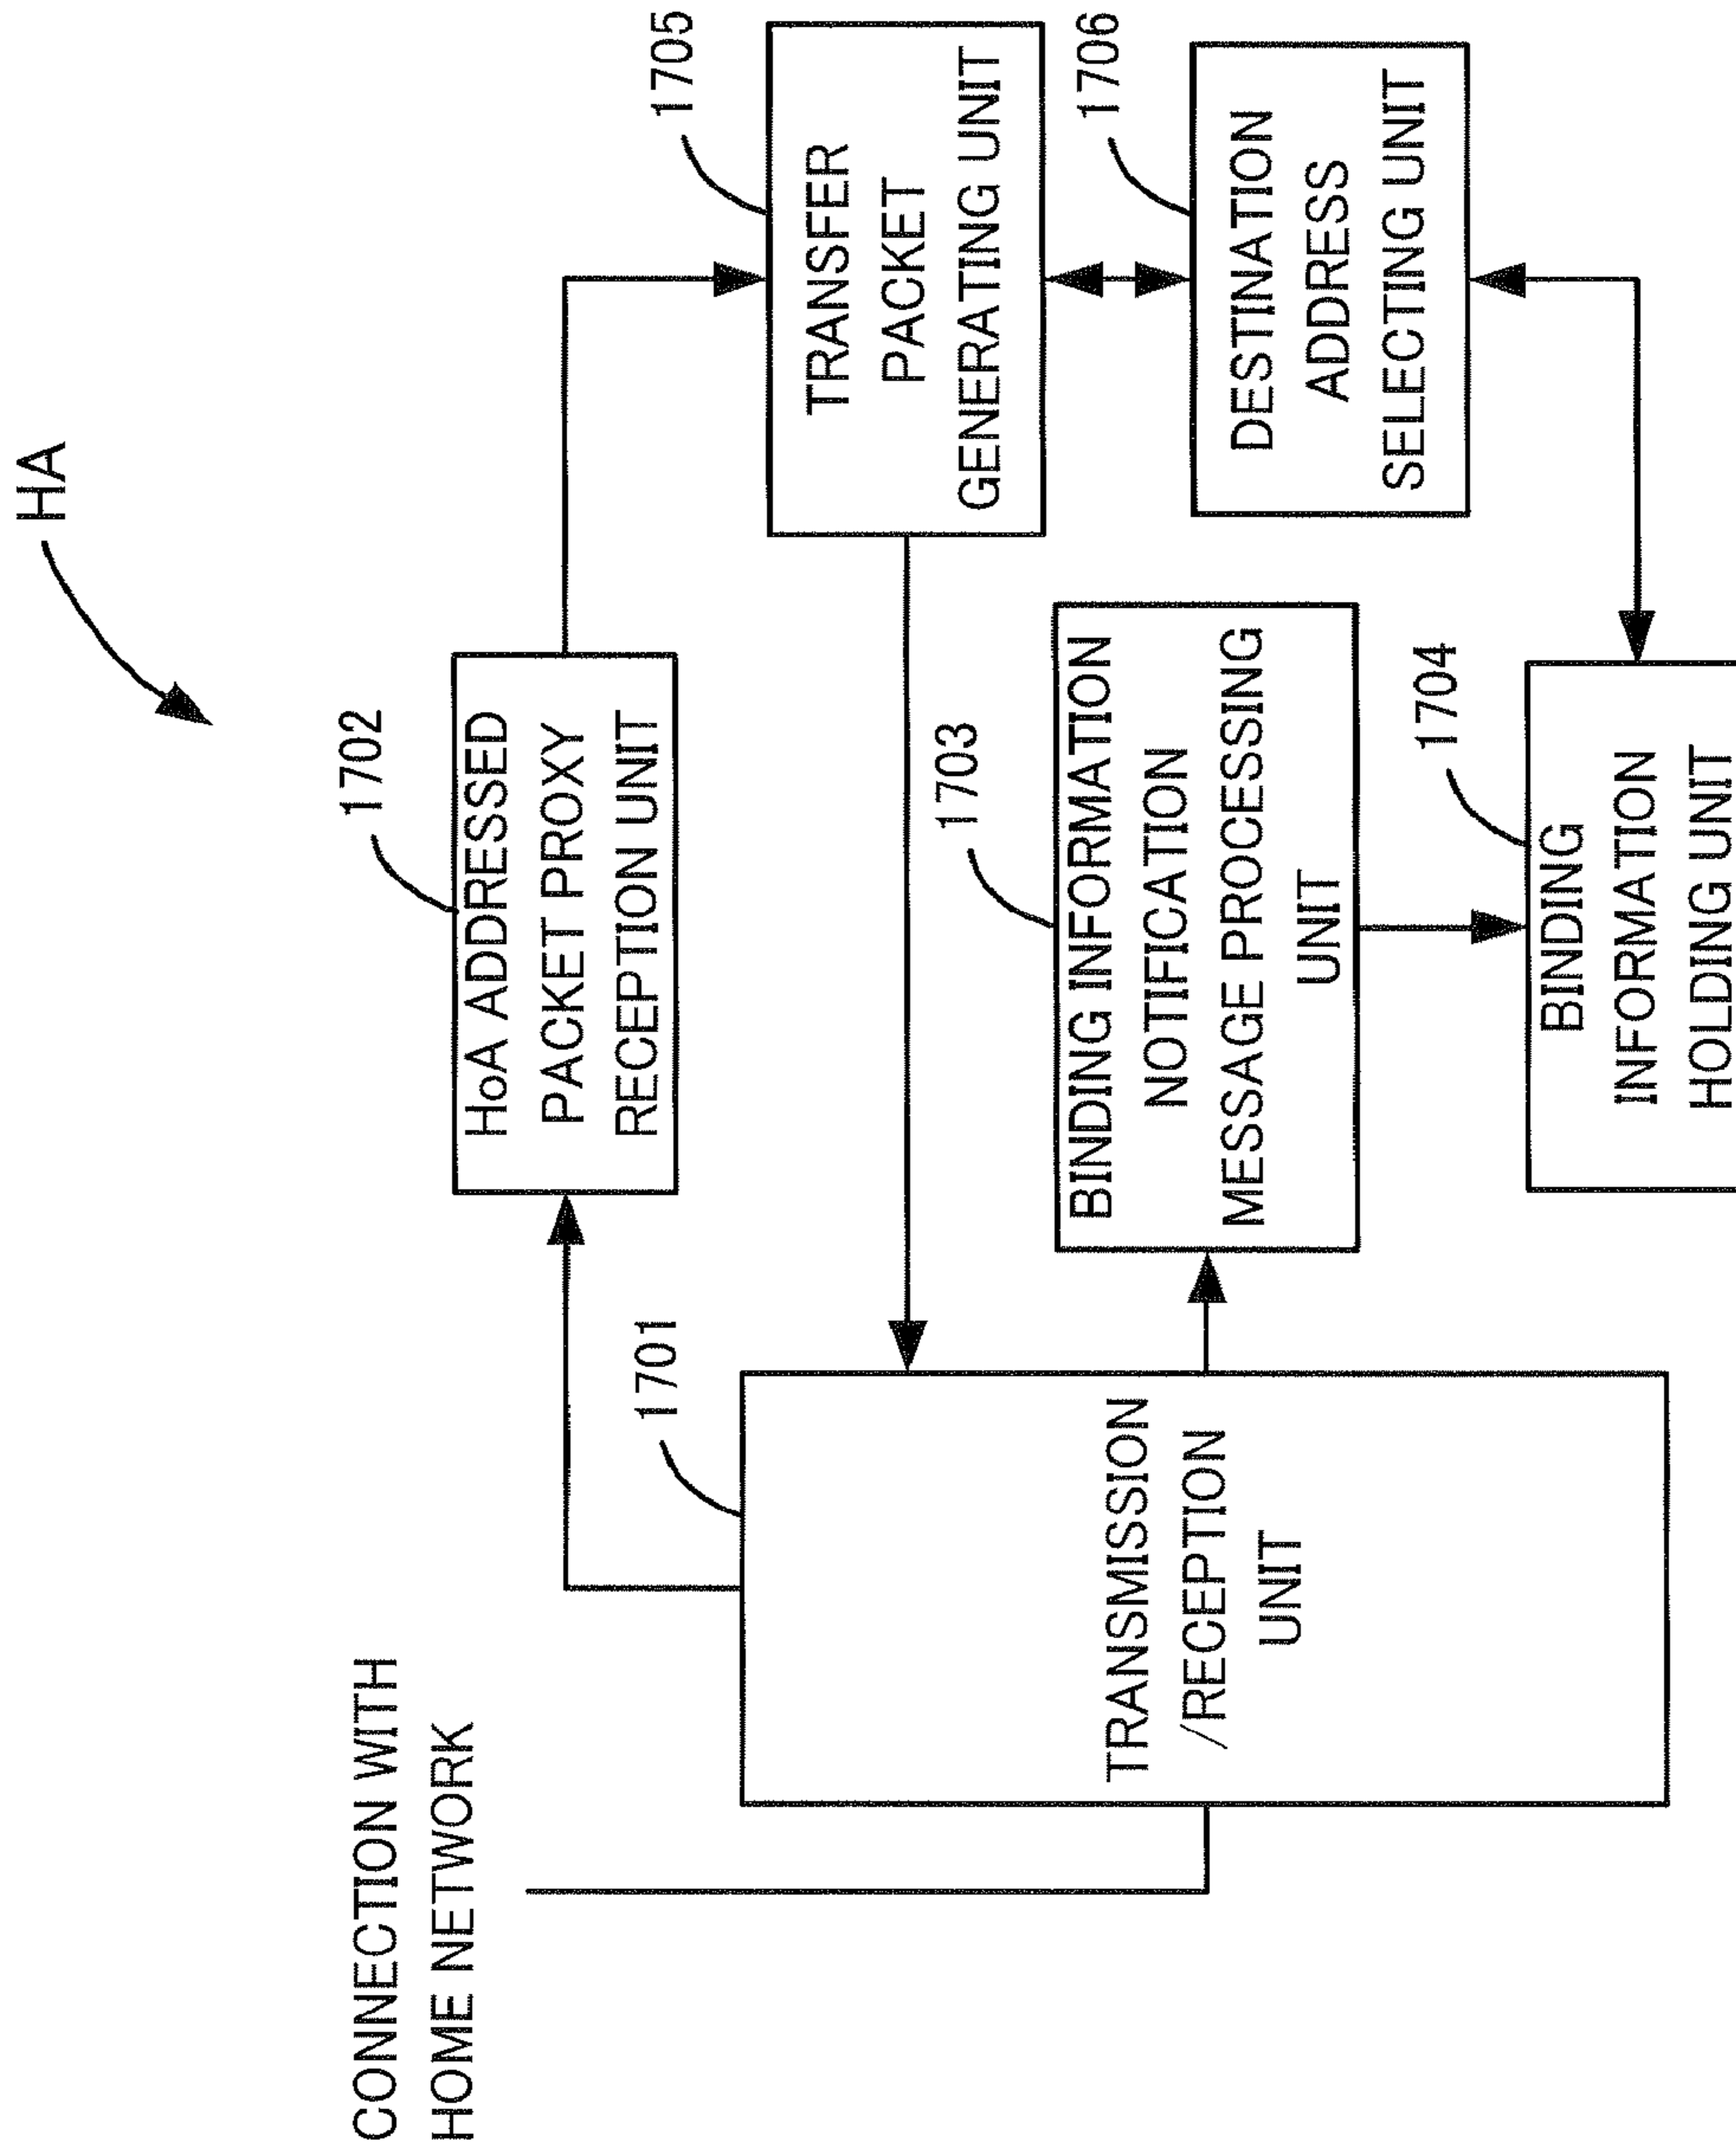 HA
CONNECTION WITH
HOME NETWORK
1701
TRANSMISSION
/RECEPTION
UNIT
1702
HoA ADDRESSED
PACKET PROXY
RECEPTION UNIT
1703
BINDING INFORMATION
NOTIFICATION
MESSAGE PROCESSING
UNIT
1704
BINDING
INFORMATION
HOLDING UNIT
1705
TRANSFER
PACKET
GENERATING UNIT
1706
DESTINATION
ADDRESS
SELECTING UNIT